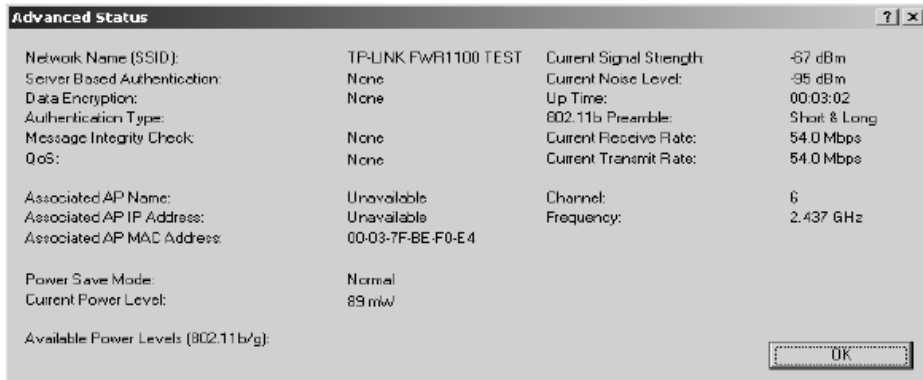 Advanced Status
Network Name (SSID): TP-LINK FWR1100 TEST Current Signal Strength: -67 dBm
Server Based Authentication: None Current Noise Level: -95 dBm
Data Encryption: None Up Time: 00:03:02
Authentication Type: 802.11b Preamble: Short & Long
Message Integrity Check: None Current Receive Rate: 54.0 Mbps
QoS: None Current Transmit Rate: 54.0 Mbps
Associated AP Name: Unavailable Channel: 6
Associated AP IP Address: Unavailable Frequency: 2.437 GHz
Associated AP MAC Address: 00-03-7F-BE-F0-E4
Power Save Mode: Normal
Current Power Level: 89 mW
Available Power Levels (802.11b/g):
OK